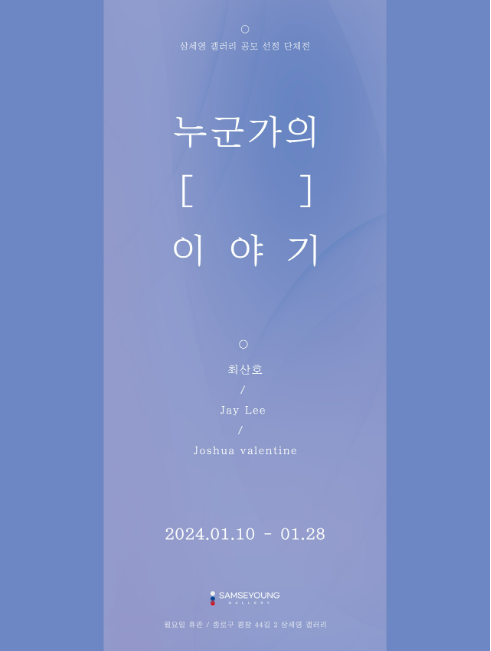 삼세영 갤러리 공모 선정 단체전
누군가의
[ ]
이 야 기
최산호
/
Jay Lee
/
Joshua valentine
2024.01.10 - 01.28
SAMSEYOUNG
GALLERY
월요일 휴관 / 종로구 평창 44길 2 삼세영 갤러리